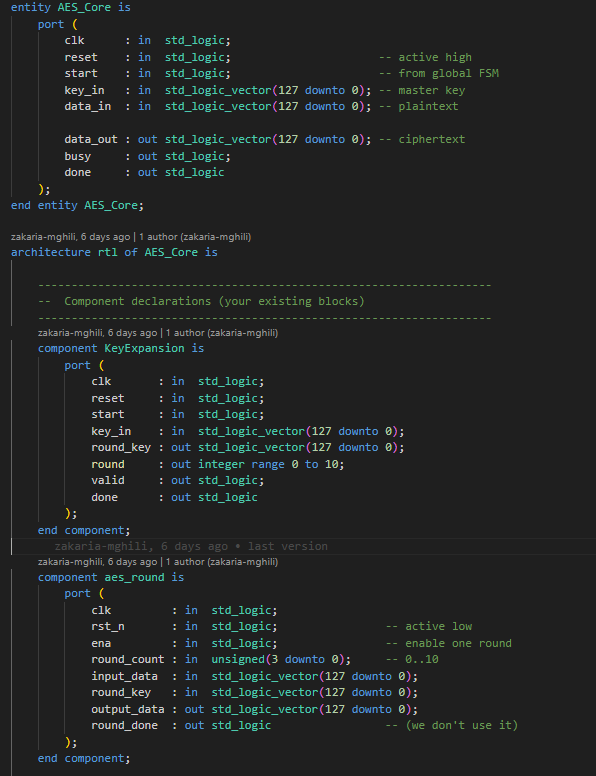 entity AES_Core is
    port (
        clk      : in  std_logic;
        reset    : in  std_logic;                      -- active high
        start    : in  std_logic;                      -- from global FSM
        key_in   : in  std_logic_vector(127 downto 0); -- master key
        data_in  : in  std_logic_vector(127 downto 0); -- plaintext
        data_out : out std_logic_vector(127 downto 0); -- ciphertext
        busy     : out std_logic;
        done     : out std_logic
    );
end entity AES_Core;
zakaria-mghili, 6 days ago | 1 author (zakaria-mghili)
architecture rtl of AES_Core is
    --------------------------------------------------------------------
    --  Component declarations (your existing blocks)
    --------------------------------------------------------------------
    zakaria-mghili, 6 days ago | 1 author (zakaria-mghili)
    component KeyExpansion is
        port (
            clk       : in  std_logic;
            reset     : in  std_logic;
            start     : in  std_logic;
            key_in    : in  std_logic_vector(127 downto 0);
            round_key : out std_logic_vector(127 downto 0);
            round     : out integer range 0 to 10;
            valid     : out std_logic;
            done      : out std_logic
        );
    end component;
    zakaria-mghili, 6 days ago • last version
    zakaria-mghili, 6 days ago | 1 author (zakaria-mghili)
    component aes_round is
        port (
            clk         : in  std_logic;
            rst_n       : in  std_logic;                -- active low
            ena         : in  std_logic;                -- enable one round
            round_count : in  unsigned(3 downto 0);     -- 0..10
            input_data  : in  std_logic_vector(127 downto 0);
            round_key   : in  std_logic_vector(127 downto 0);
            output_data : out std_logic_vector(127 downto 0);
            round_done  : out std_logic                 -- (we don't use it)
        );
    end component;